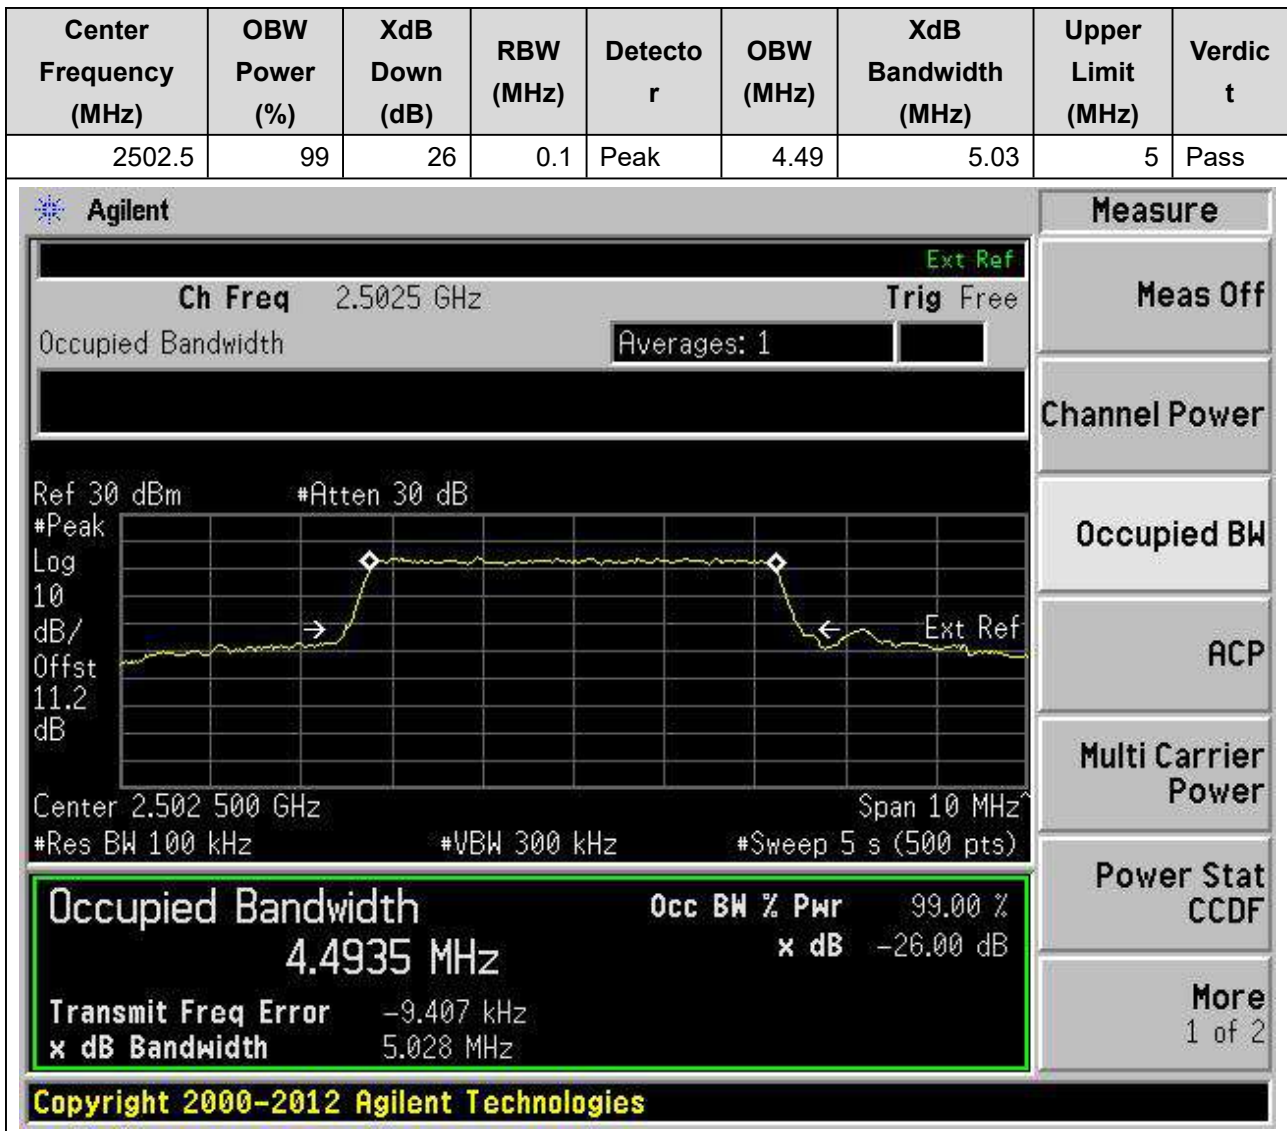 Center Frequency (MHz) OBW Power (%) XdB Down (dB) RBW (MHz) Detector OBW (MHz) XdB Bandwidth (MHz) Upper Limit (MHz) Verdict
2502.5 99 26 0.1 Peak 4.49 5.03 5 Pass
Agilent
Measure
Ext Ref
Ch Freq 2.5025 GHz Trig Free
Meas Off
Occupied Bandwidth Averages: 1
Channel Power
Ref 30 dBm #Atten 30 dB
#Peak
Log
10
dB/
Offst
11.2
dB
Ext Ref
Occupied BW
ACP
Center 2.502 500 GHz Span 10 MHz^
#Res BW 100 kHz #VBW 300 kHz #Sweep 5 s (500 pts)
Multi Carrier
Power
Occupied Bandwidth Occ BW % Pwr 99.00 %
4.4935 MHz x dB -26.00 dB
Power Stat
CCDF
Transmit Freq Error -9.407 kHz
x dB Bandwidth 5.028 MHz
More
1 of 2
Copyright 2000-2012 Agilent Technologies